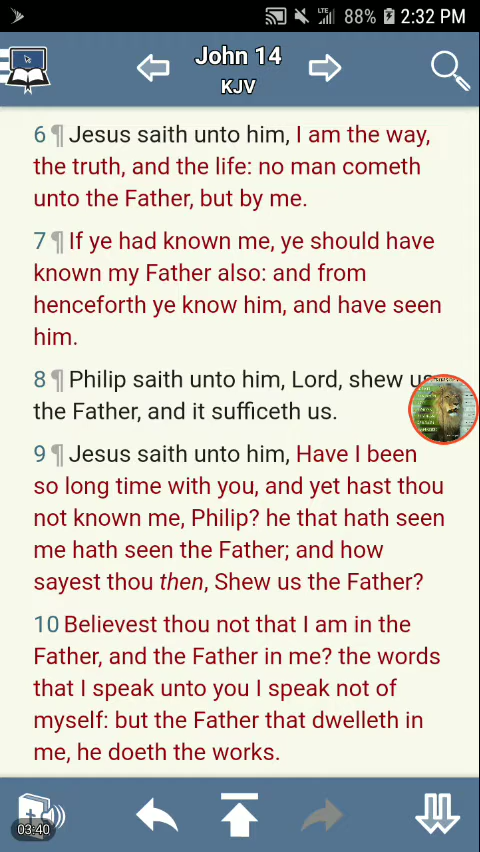 LTE 88% 2:32 PM
John 14
KJV
6 ¶ Jesus saith unto him, I am the way,
the truth, and the life: no man cometh
unto the Father, but by me.
7 ¶ If ye had known me, ye should have
known my Father also: and from
henceforth ye know him, and have seen
him.
8 ¶ Philip saith unto him, Lord, shew us
the Father, and it sufficeth us.
9 ¶ Jesus saith unto him, Have I been
so long time with you, and yet hast thou
not known me, Philip? he that hath seen
me hath seen the Father; and how
sayest thou then, Shew us the Father?
10 Believest thou not that I am in the
Father, and the Father in me? the words
that I speak unto you I speak not of
myself: but the Father that dwelleth in
me, he doeth the works.
03:40